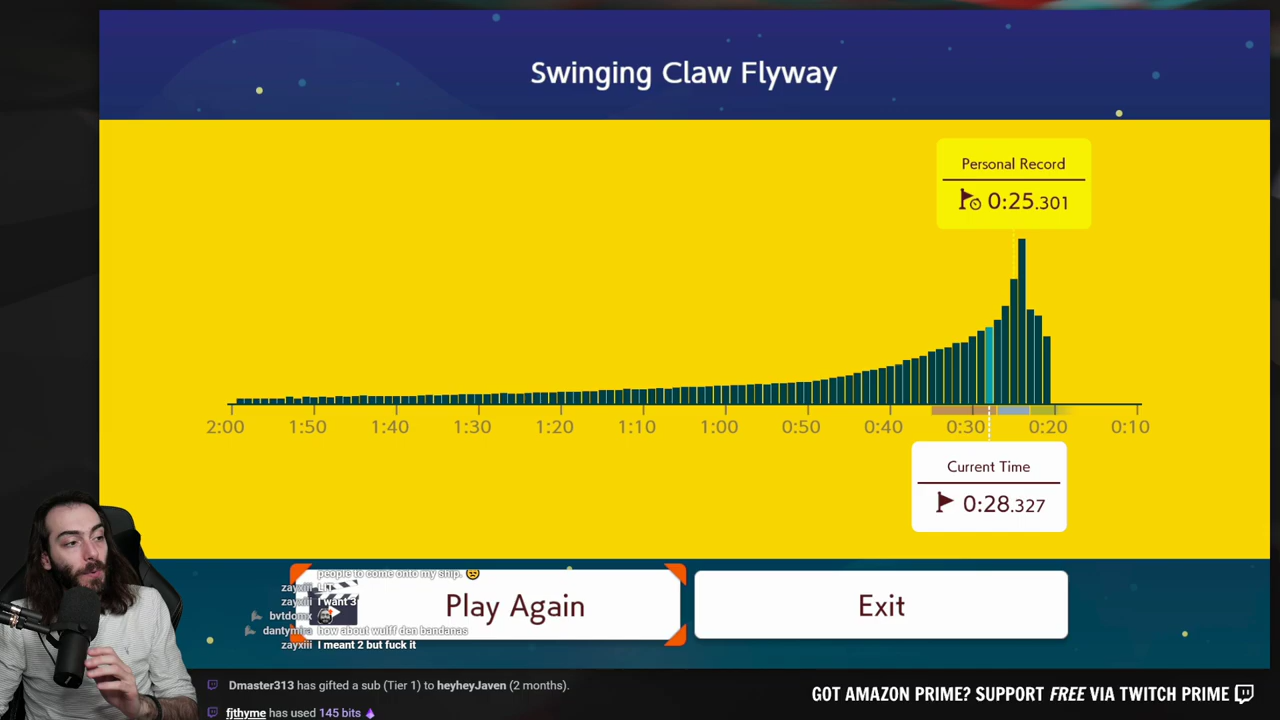 Swinging Claw Flyway
Personal Record
0:25.301
2:00 1:50 1:40 1:30 1:20 1:10 1:00 0:50 0:40 0:30 0:20 0:10
Current Time
0:28.327
people to come onto my ship.
zayxiii
zayxiii I want 3
bvtdomx
dantymira how about wulff den bandanas
zayxiii I meant 2 but fuck it
Play Again
Exit
Dmaster313 has gifted a sub (Tier 1) to heyheyJaven (2 months).
fjthyme has used 145 bits
GOT AMAZON PRIME? SUPPORT FREE VIA TWITCH PRIME